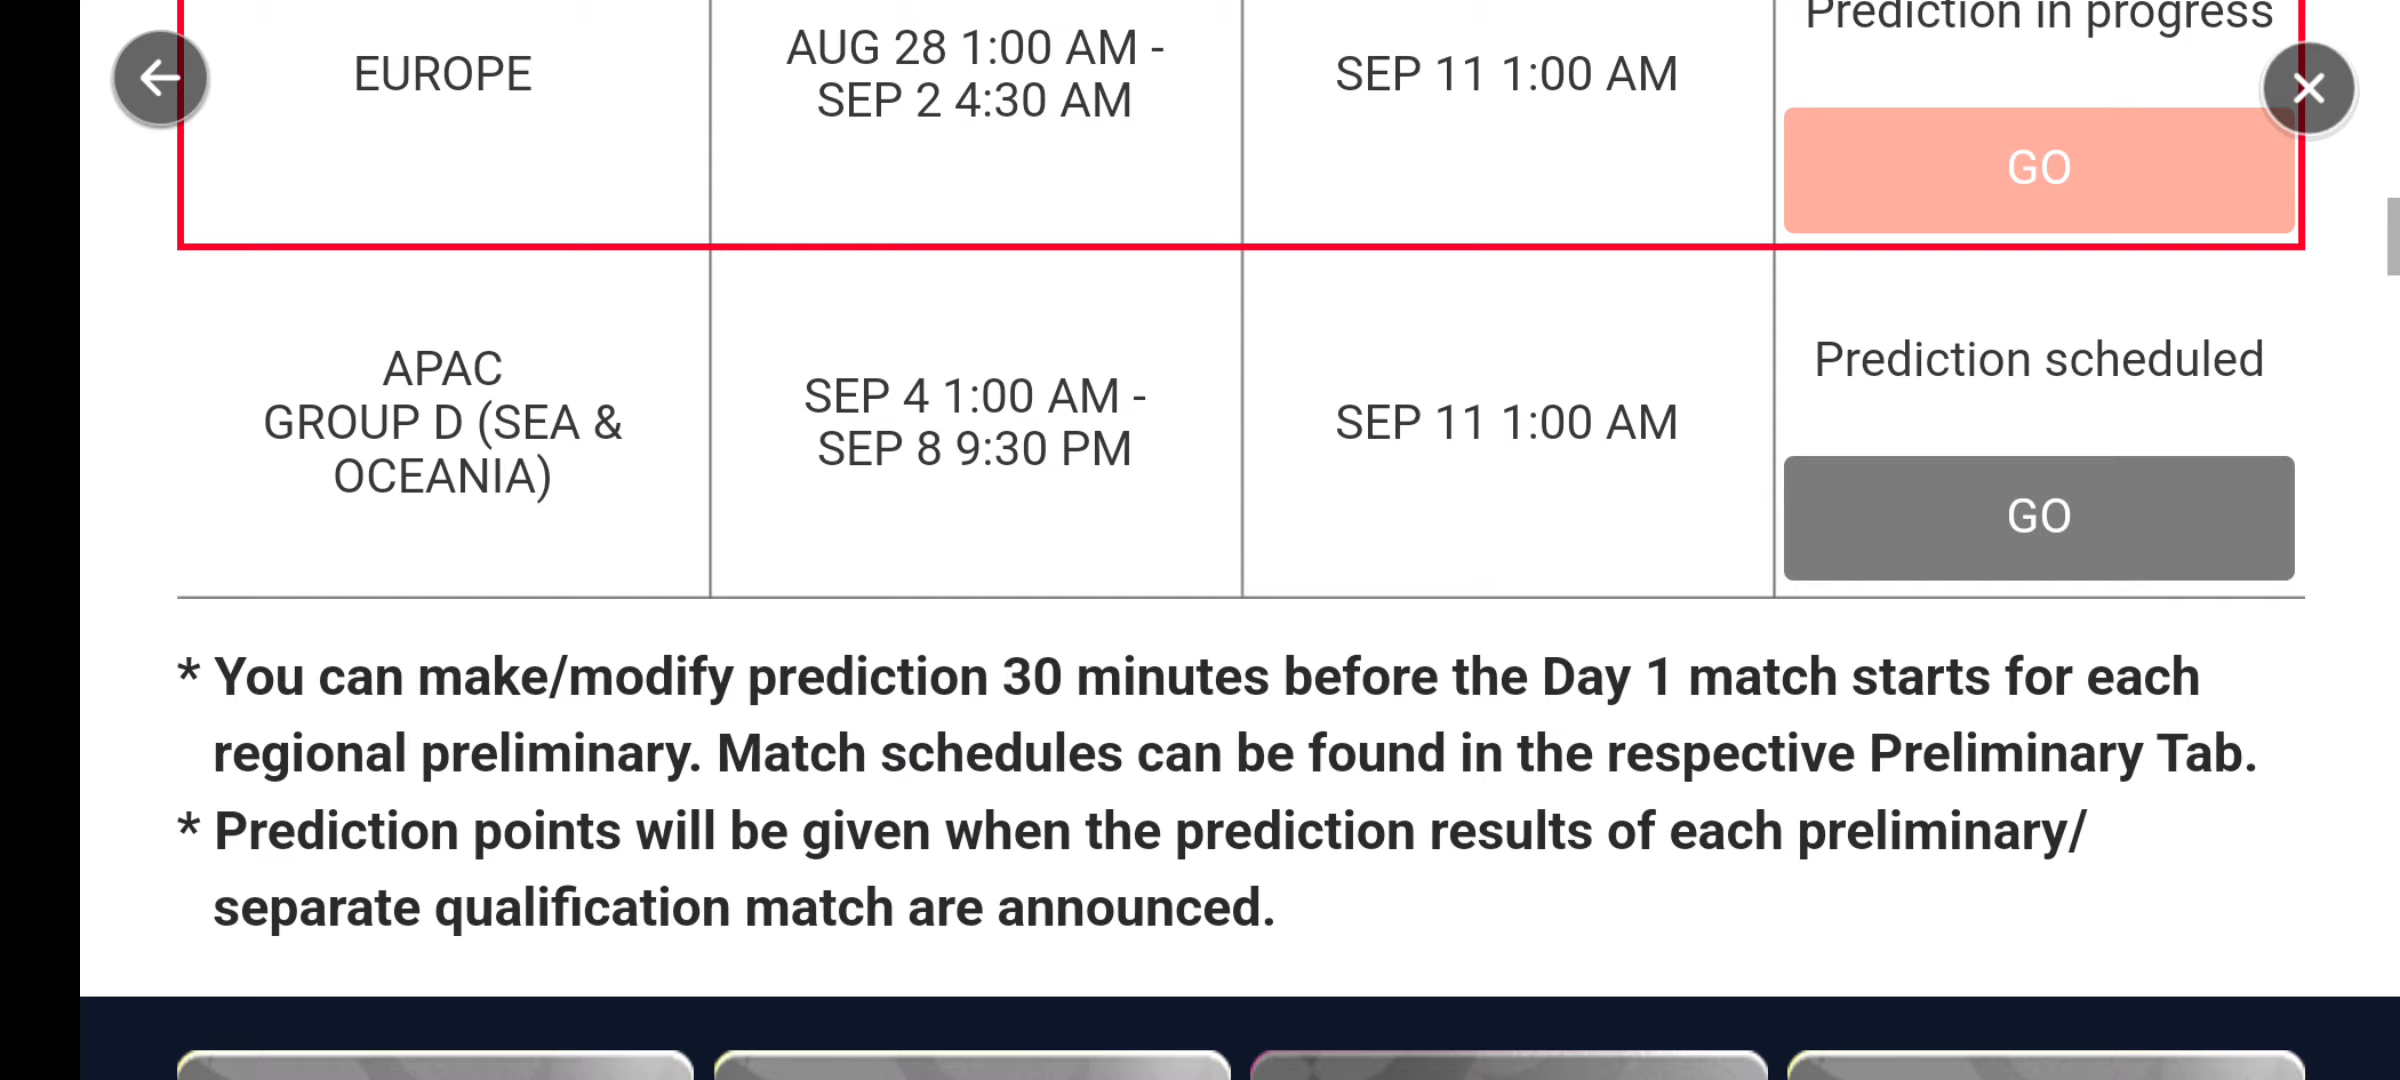 Prediction in progress
EUROPE
AUG 28 1:00 AM -
SEP 2 4:30 AM
SEP 11 1:00 AM
GO
APAC
GROUP D (SEA &
OCEANIA)
SEP 4 1:00 AM -
SEP 8 9:30 PM
SEP 11 1:00 AM
Prediction scheduled
GO
* You can make/modify prediction 30 minutes before the Day 1 match starts for each
regional preliminary. Match schedules can be found in the respective Preliminary Tab.
* Prediction points will be given when the prediction results of each preliminary/
separate qualification match are announced.